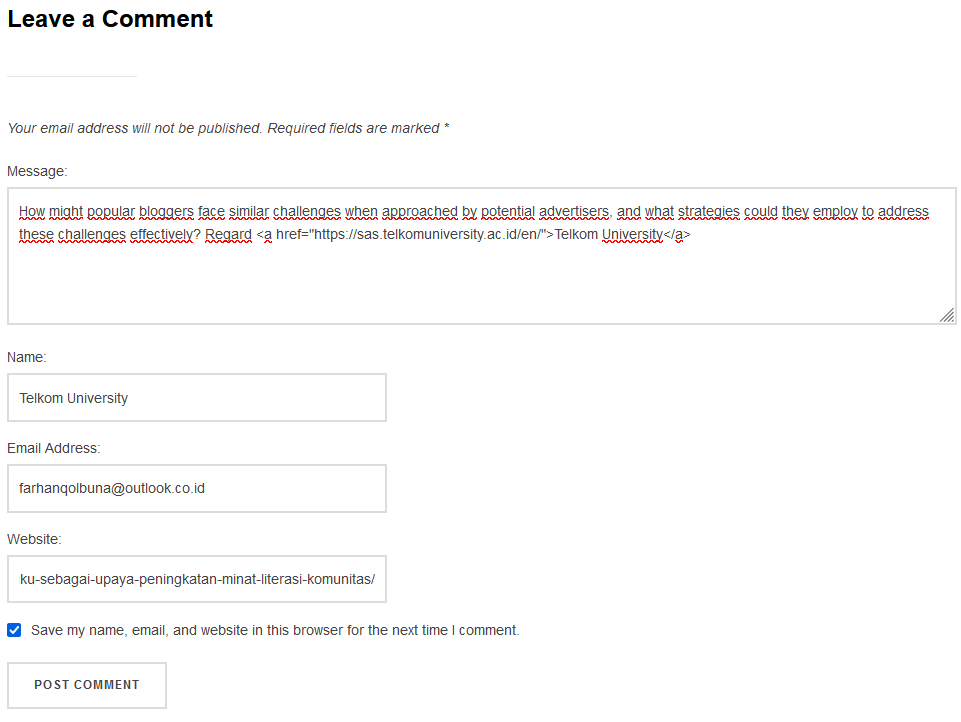 Leave a Comment
Your email address will not be published. Required fields are marked *
Message:
How might popular bloggers face similar challenges when approached by potential advertisers, and what strategies could they employ to address
these challenges effectively? Regard <a href="https://sas.telkomuniversity.ac.id/en/">Telkom University</a>
Name:
Telkom University
Email Address:
farhanqolbuna@outlook.co.id
Website:
ku-sebagai-upaya-peningkatan-minat-literasi-komunitas/
Save my name, email, and website in this browser for the next time I comment.
POST COMMENT